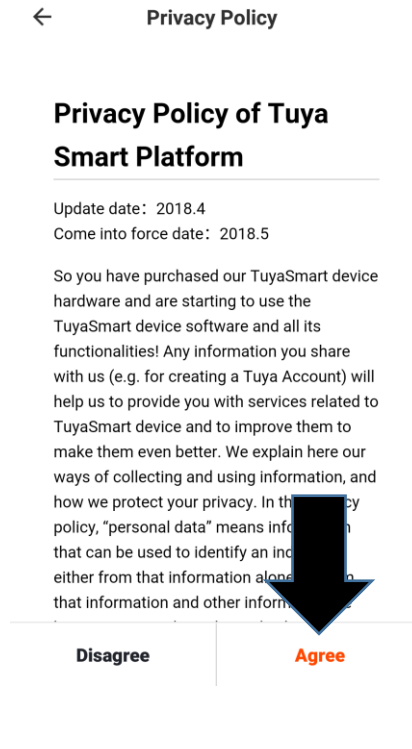 Privacy Policy
Privacy Policy of Tuya
Smart Platform
Update date：2018.4
Come into force date：2018.5
So you have purchased our TuyaSmart device
hardware and are starting to use the
TuyaSmart device software and all its
functionalities! Any information you share
with us (e.g. for creating a Tuya Account) will
help us to provide you with services related to
TuyaSmart device and to improve them to
make them even better. We explain here our
ways of collecting and using information, and
how we protect your privacy. In
policy, “personal data” means
that can be used to identify an
either from that information alone
that information and other
Disagree
Agree